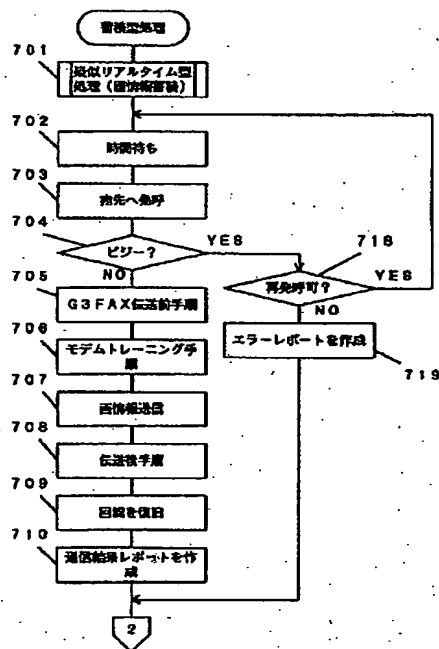 蓄積型処理
701
疑似リアルタイム型
処理(画情報蓄積)
702
時間待ち
703
宛先へ発呼
704
ビジー?
YES
NO
718
再発呼可?
YES
NO
705
G3FAX伝送前手順
エラーレポートを作成
719
706
モデムトレーニング手
順
707
画情報送信
708
伝送後手順
709
回線を復旧
710
通信結果レポートを作
成
2